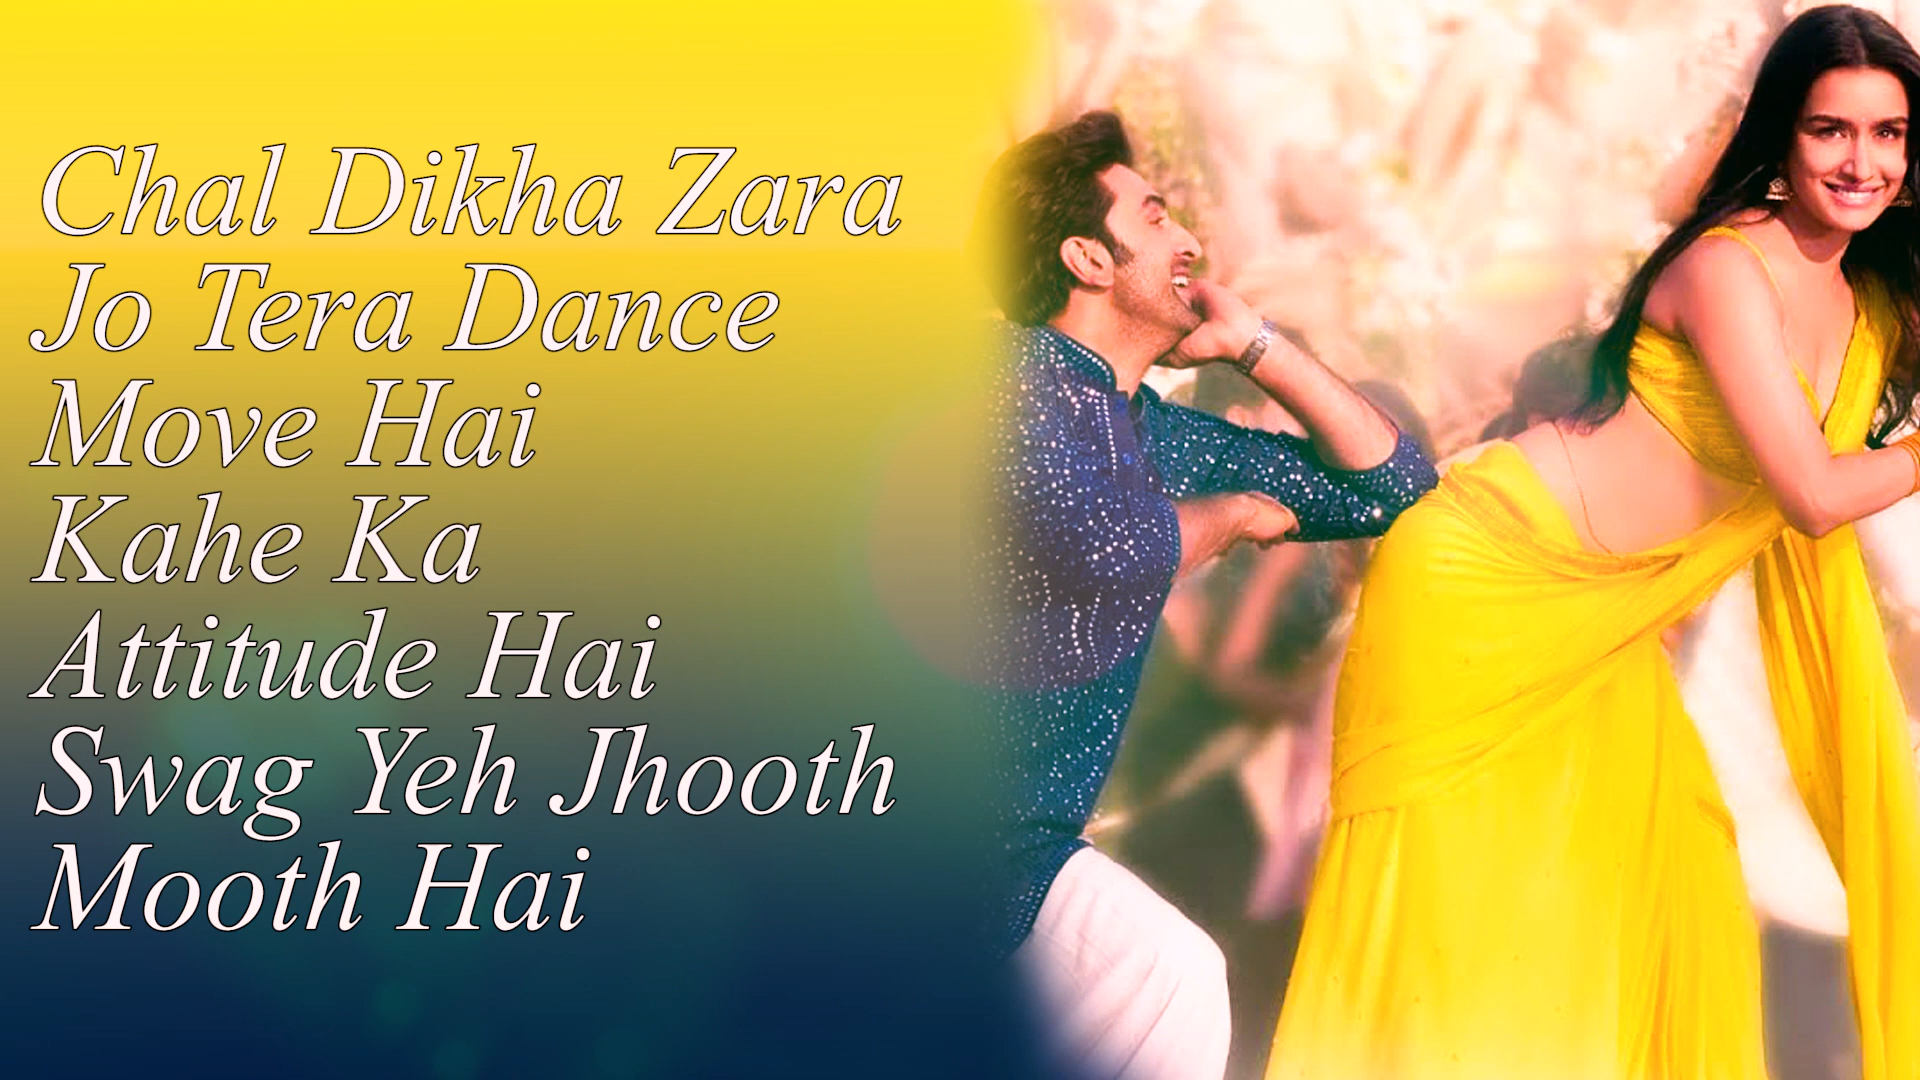 Chal Dikha Zara
Jo Tera Dance
Move Hai
Kahe Ka
Attitude Hai
Swag Yeh Jhooth
Mooth Hai